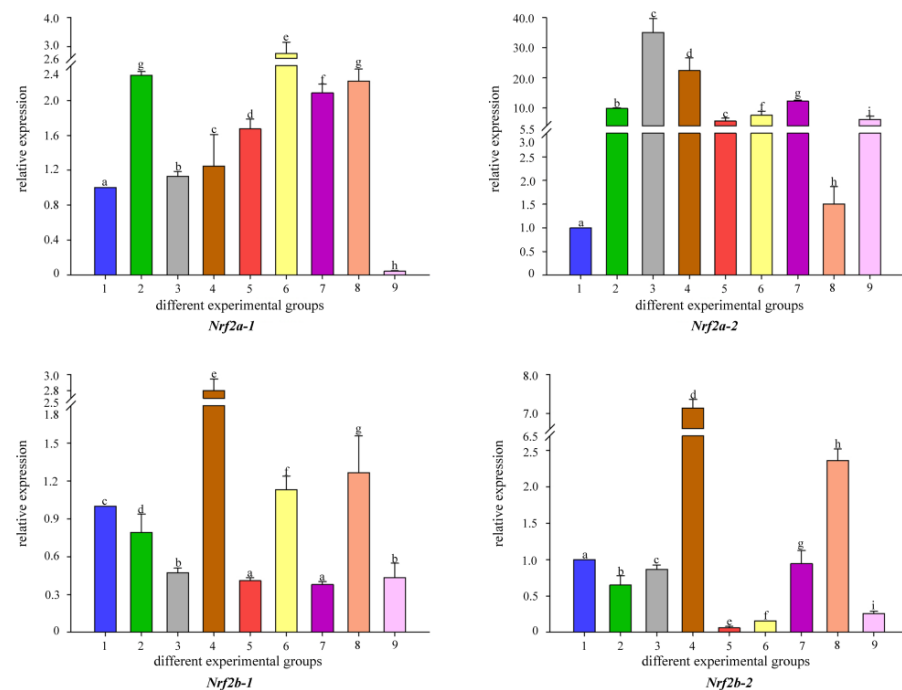 relative expression
4.0
3.0
2.6
2.4
2.0
1.6
1.2
0.8
0.4
0
a g b c d e f g h
1 2 3 4 5 6 7 8 9
different experimental groups
Nrf2a-1
relative expression
40.0
30.0
20.0
10.0
5.5
3.0
2.5
2.0
1.5
1.0
0.5
0
a b c d e f g h i
1 2 3 4 5 6 7 8 9
different experimental groups
Nrf2a-2
relative expression
3.0
2.8
2.5
1.8
1.5
1.2
0.9
0.6
0.3
0
c d b e a f a g b
1 2 3 4 5 6 7 8 9
different experimental groups
Nrf2b-1
relative expression
8.0
7.0
6.5
2.5
2.0
1.5
1.0
0.5
0
a b c d e f g h i
1 2 3 4 5 6 7 8 9
different experimental groups
Nrf2b-2